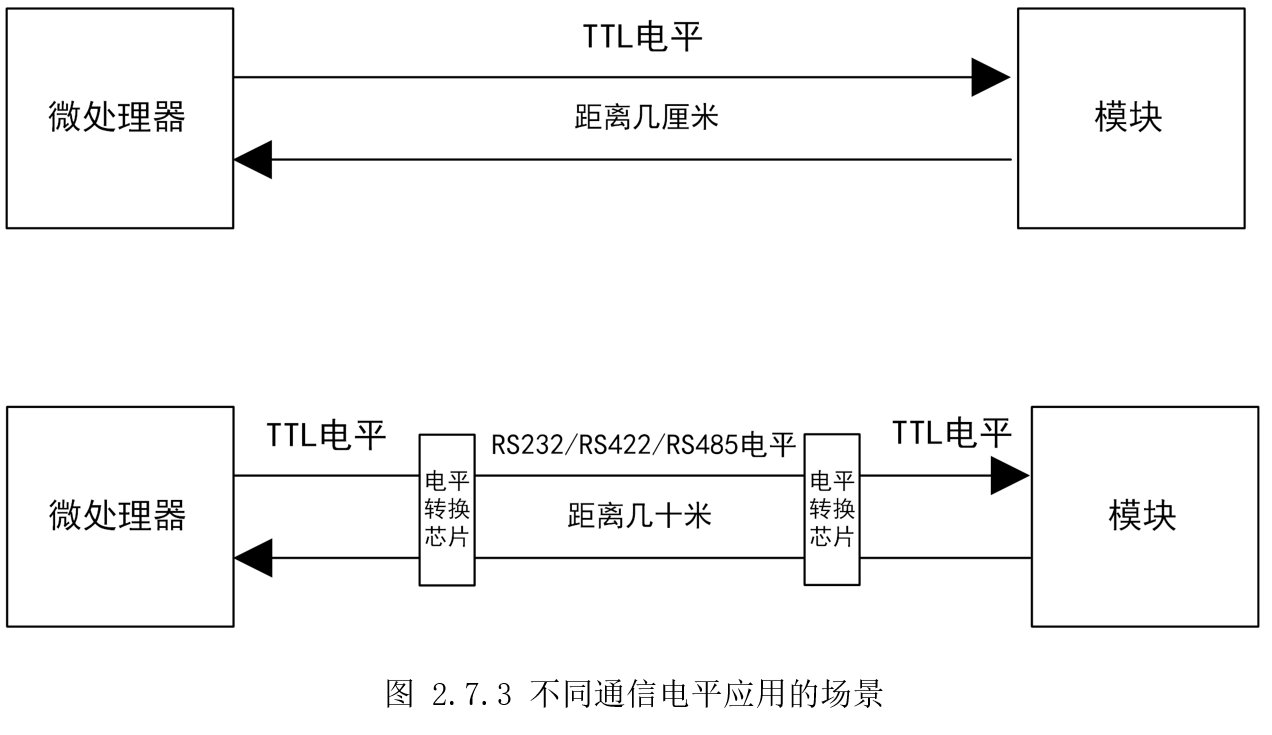 TTL电平
微处理器
距离几厘米
模块
TTL电平
RS232/RS422/RS485电平
TTL电平
微处理器
电平
转换
芯片
距离几十米
电平
转换
芯片
模块
图 2.7.3 不同通信电平应用的场景